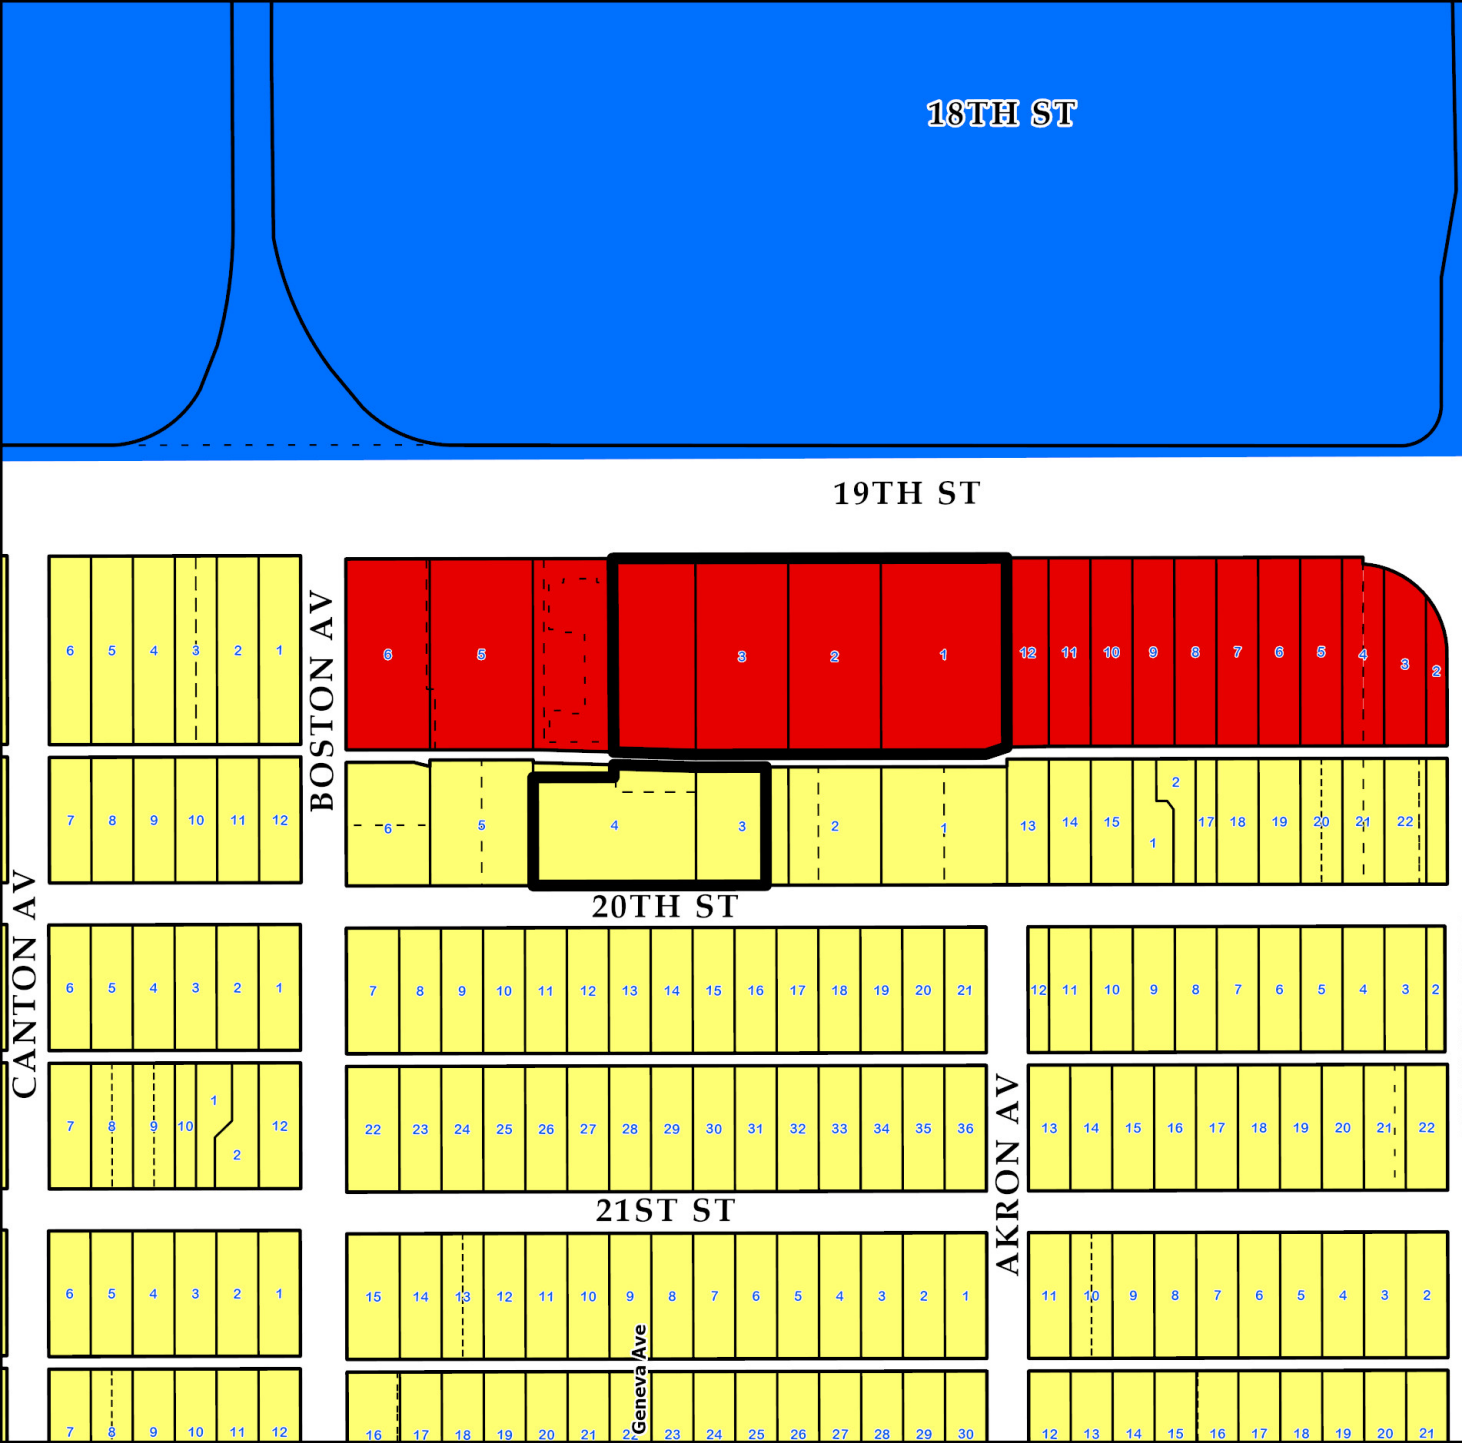 18TH ST
19TH ST
6 5 4 3 2 1
BOSTON AV
6 5 3 2 1 12 11 10 9 8 7 6 5 4 3 2
7 8 9 10 11 12
6 5 4 3 2 1 13 14 15 1 2 17 18 19 20 21 22
CANTON AV
20TH ST
6 5 4 3 2 1
7 8 9 10 11 12 13 14 15 16 17 18 19 20 21
12 11 10 9 8 7 6 5 4 3 2
7 8 9 10 1 2 12
22 23 24 25 26 27 28 29 30 31 32 33 34 35 36
AKRON AV
13 14 15 16 17 18 19 20 21 22
21ST ST
6 5 4 3 2 1
15 14 13 12 11 10 9 8 7 6 5 4 3 2 1
11 10 9 8 7 6 5 4 3 2
Geneva Ave
7 8 9 10 11 12
16 17 18 19 20 21 22 23 24 25 26 27 28 29 30
12 13 14 15 16 17 18 19 20 21